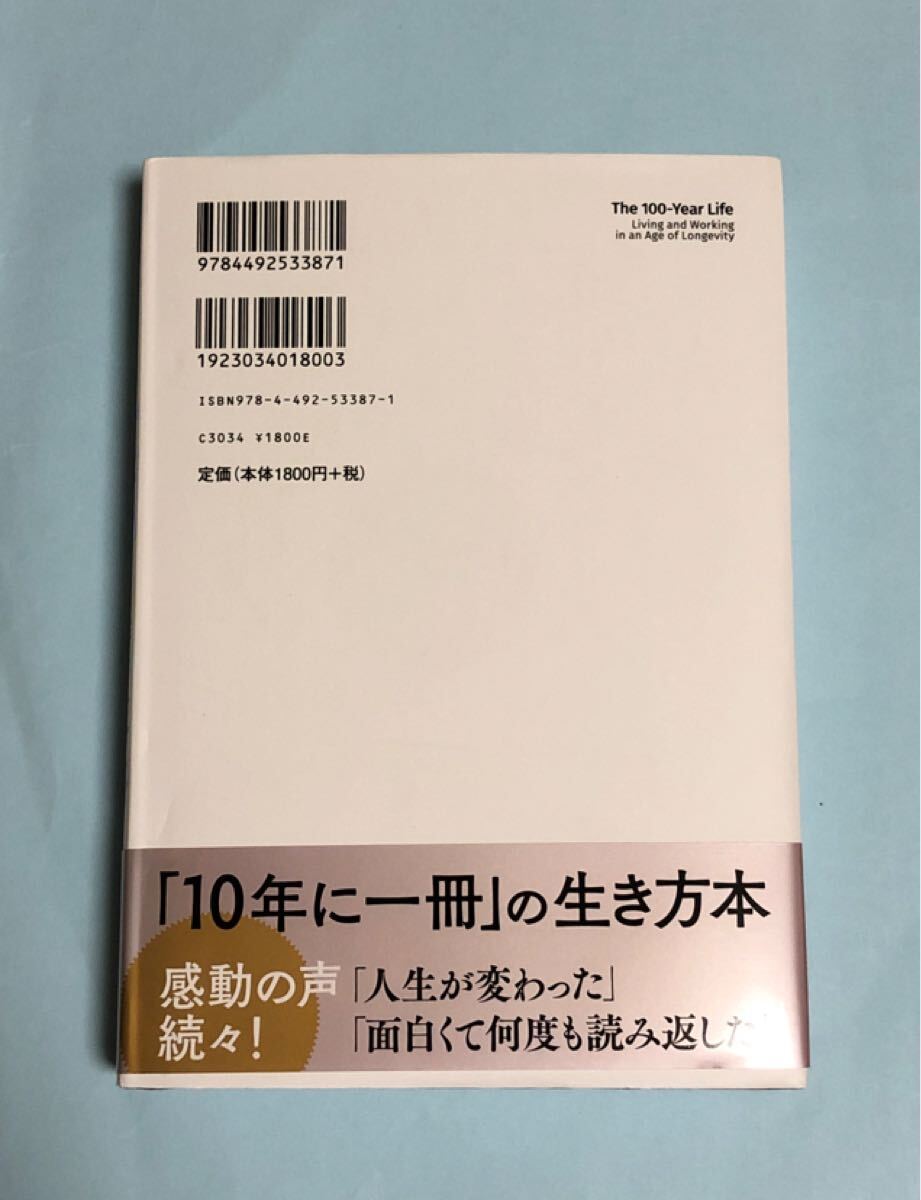 9784492533871
1923034018003
ISBN978-4-492-53387-1
C3034 ¥1800E
定価(本体1800円+税)
The 100-Year Life
Living and Working
in an Age of Longevity
「10年に一冊」の生き方本
感動の声
続々!
「人生が変わった」
「面白くて何度も読み返した」